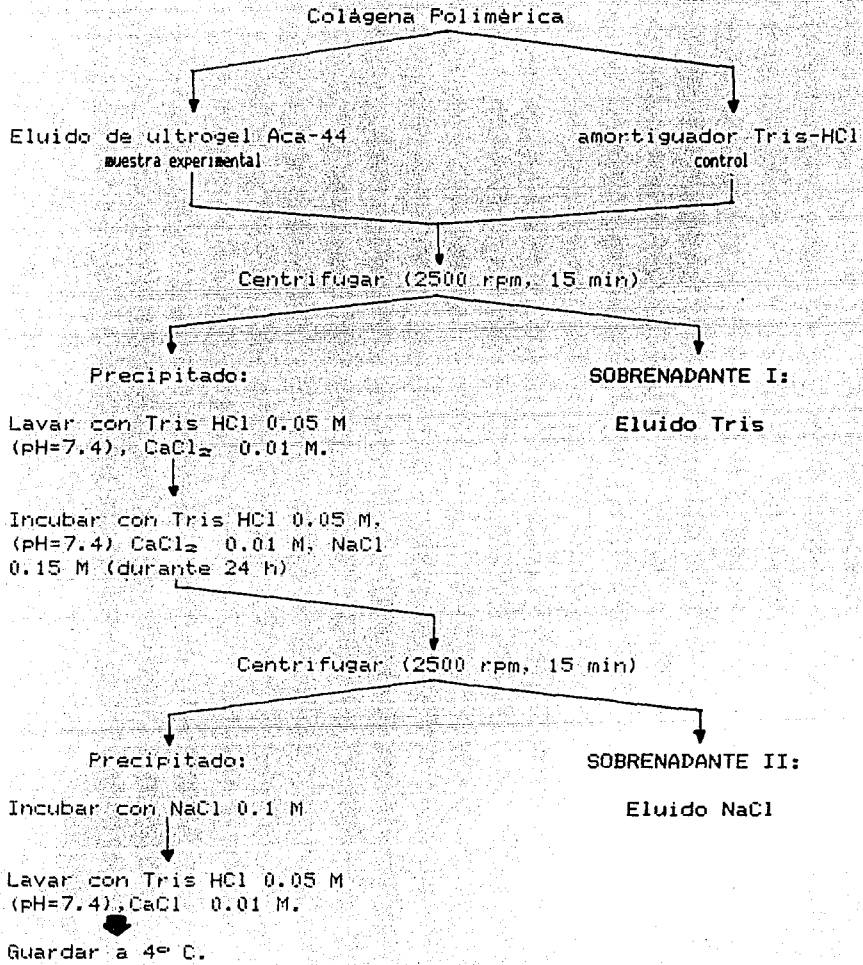 Colágena Polimérica
Eluido de ultrogel Aca-44
muestra experimental
amortiguador Tris-HCl
control
Centrifugar (2500 rpm, 15 min)
Precipitado:
SOBRENADANTE I:
Lavar con Tris HCl 0.05 M
(pH=7.4), CaCl₂ 0.01 M.
Eluido Tris
Incubar con Tris HCl 0.05 M,
(pH=7.4) CaCl₂ 0.01 M, NaCl
0.15 M (durante 24 h)
Centrifugar (2500 rpm, 15 min)
Precipitado:
SOBRENADANTE II:
Incubar con NaCl 0.1 M
Eluido NaCl
Lavar con Tris HCl 0.05 M
(pH=7.4),CaCl 0.01 M.
Guardar a 4° C.